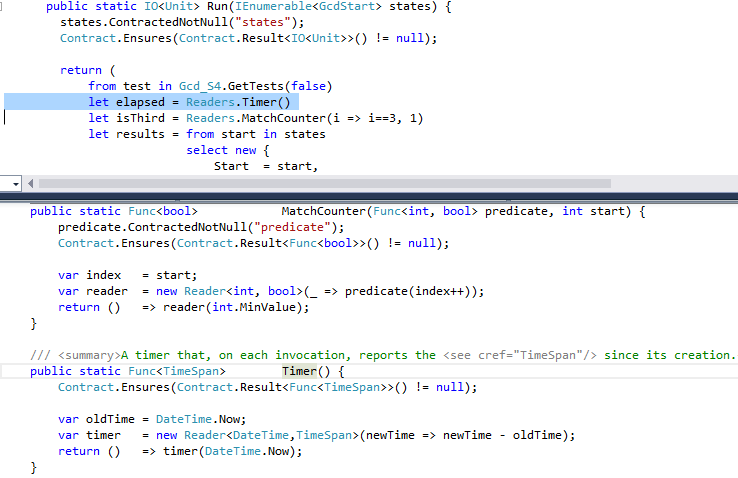 public static IO<Unit> Run(IEnumerable<GcdStart> states) {
states.ContractedNotNull("states");
Contract.Ensures(Contract.Result<IO<Unit>>() != null);
return (
from test in Gcd_S4.GetTests(false)
let elapsed = Readers.Timer()
let isThird = Readers.MatchCounter(i => i==3, 1)
let results = from start in states
select new {
Start  = start,
public static Func<bool>            MatchCounter(Func<int, bool> predicate, int start) {
predicate.ContractedNotNull("predicate");
Contract.Ensures(Contract.Result<Func<bool>>() != null);
var index   = start;
var reader  = new Reader<int, bool>(_ => predicate(index++));
return ()   => reader(int.MinValue);
}
/// <summary>A timer that, on each invocation, reports the <see cref="TimeSpan"/> since its creation.
public static Func<TimeSpan>        Timer() {
Contract.Ensures(Contract.Result<Func<TimeSpan>>() != null);
var oldTime = DateTime.Now;
var timer   = new Reader<DateTime,TimeSpan>(newTime => newTime - oldTime);
return ()   => timer(DateTime.Now);
}